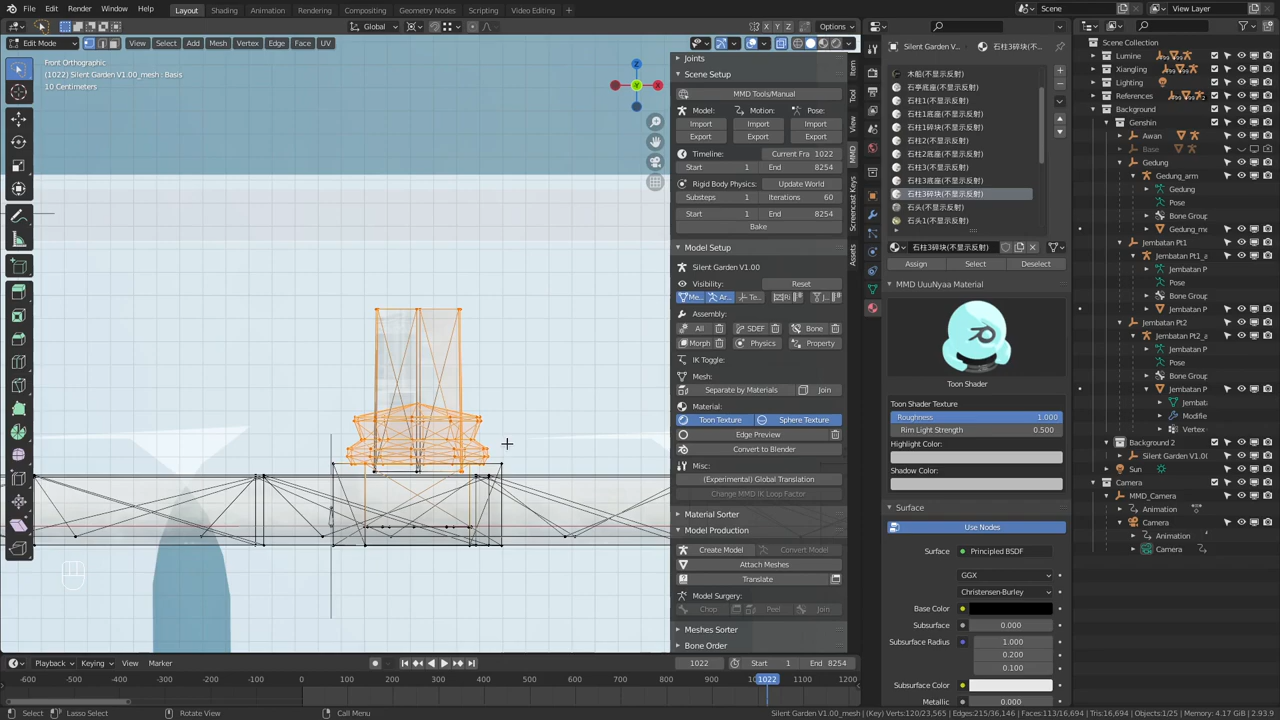 File Edit Render Window Help Layout Shading Animation Rendering Compositing Geometry Nodes Scripting Video Editing Scene View Layer
Global Options
Edit Mode View Select Add Mesh Vertex Edge Face UV
Front Orthographic
(1022) Silent Garden V1.00_mesh : Basis
10 Centimeters
Joints
Scene Setup
MMD Tools/Manual
Model: Motion: Pose:
Import Import Import
Export Export Export
Timeline: Current Fra 1022
Start 1 End 8254
Rigid Body Physics: Update World
Substeps 1 Iterations 60
Start 1 End 8254
Bake
Model Setup
Silent Garden V1.00
Visibility: Reset
Me... Ar... Te...
Assembly:
All SDEF Bone
Morph Physics Property
IK Toggle:
Mesh:
Separate by Materials Join
Material:
Toon Texture Sphere Texture
Edge Preview
Convert to Blender
Misc:
(Experimental) Global Translation
Change MMD IK Loop Factor
Material Sorter
Model Production
Create Model Convert Model
Attach Meshes
Translate
Model Surgery:
Chop Peel Join
Meshes Sorter
Bone Order
Item
Tool
View
MMD
Screencast Keys
Assets
Silent Garden V... 石柱3碎块(不...
木船(不显示反射)
石亭底座(不显示反射)
石柱1(不显示反射)
石柱1底座(不显示反射)
石柱1碎块(不显示反射)
石柱2(不显示反射)
石柱2底座(不显示反射)
石柱3(不显示反射)
石柱3底座(不显示反射)
石柱3碎块(不显示反射)
石头(不显示反射)
石头1(不显示反射)
石柱3碎块(不显示反射)
Assign Select Deselect
MMD UuuNyaa Material
Toon Shader
Toon Shader Texture
Roughness 1.000
Rim Light Strength 0.500
Highlight Color
Shadow Color
Surface
Use Nodes
Surface Principled BSDF
GGX
Christensen-Burley
Base Color
Subsurface 0.000
Subsurface Radius 1.000
0.200
0.100
Subsurface Color
Metallic 0.000
Scene Collection
Lumine
Xiangling
Lighting
References
Background
Genshin
Awan
Base
Gedung
Gedung_arm
Gedung
Pose
Bone Group
Gedung_me
Jembatan Pt1
Jembatan Pt1_a
Jembatan P
Pose
Bone Group
Jembatan P
Jembatan Pt2
Jembatan Pt2_a
Jembatan P
Pose
Bone Group
Jembatan P
Jembat
Modifie
Vertex
Background 2
Silent Garden V1.00
Sun
Camera
MMD_Camera
Animation
Camera
Animation
Camera
Playback Keying View Marker 1022 Start 1 End 8254
-600 -500 -400 -300 -200 -100 0 100 200 300 400 500 600 700 800 900 1022 1100 1200
Select Lasso Select Rotate View Call Menu Silent Garden V1.00_mesh | (Key) Verts:120/23,565 | Edges:215/36,146 | Faces:113/16,694 | Tris:16,694 | Objects:1/25 | Memory: 4.17 GiB | 2.93.9